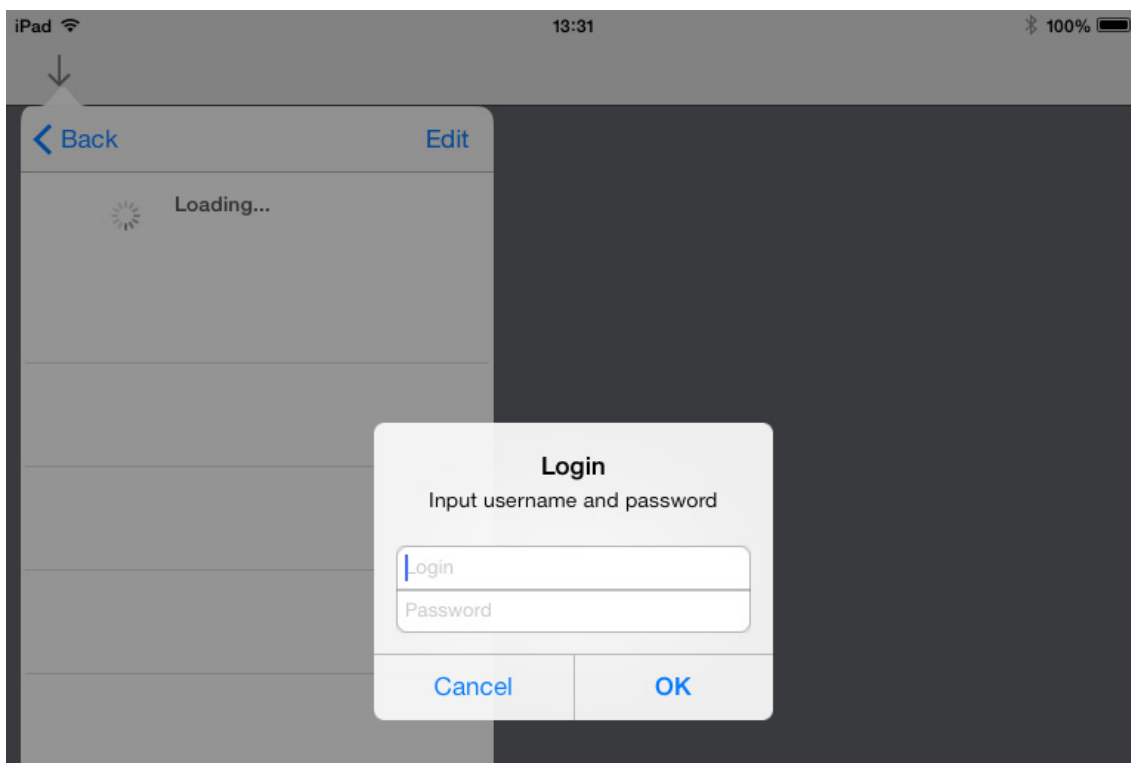 iPad 13:31 100%
Back Edit
Loading...
Login
Input username and password
Login
Password
Cancel OK